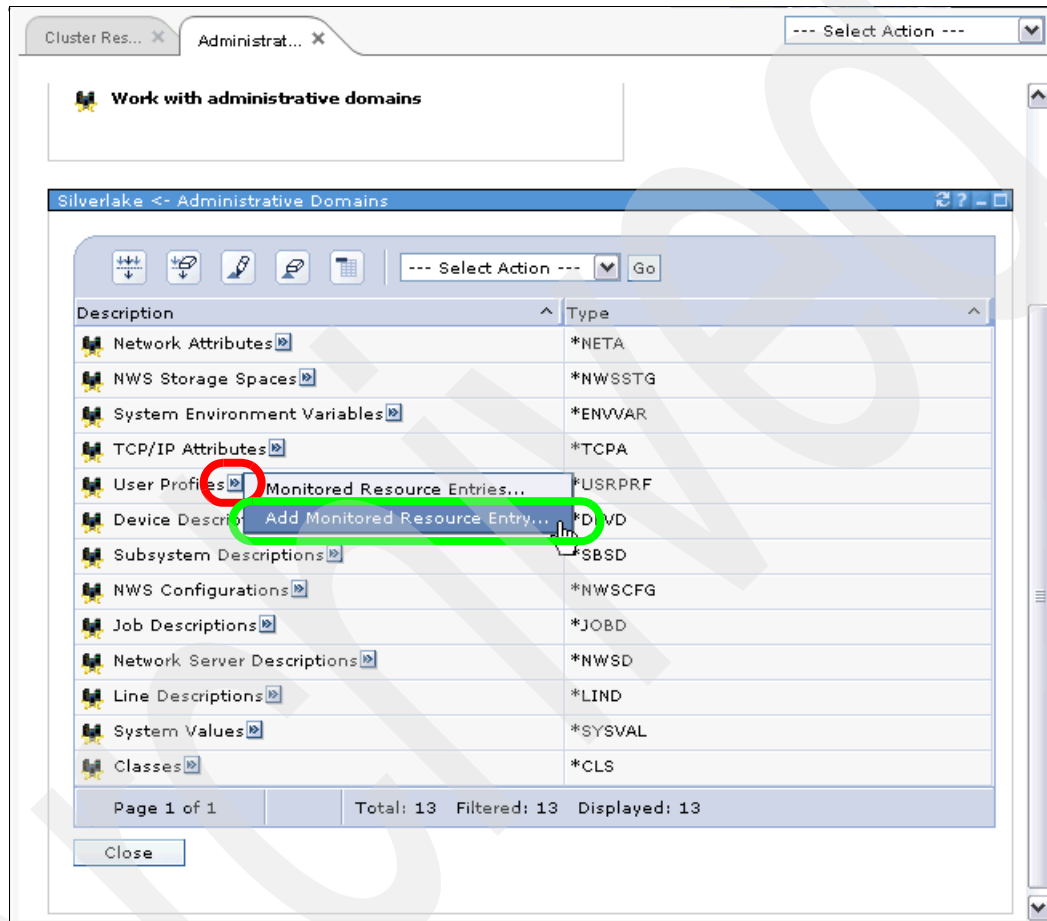 Cluster Res...
Administrat...
--- Select Action ---
Work with administrative domains
Silverlake <- Administrative Domains
--- Select Action ---
Go
Description
Type
Network Attributes
*NETA
NWS Storage Spaces
*NWSSTG
System Environment Variables
*ENVVAR
TCP/IP Attributes
*TCPA
User Profiles
Monitored Resource Entries...
*USRPRF
Add Monitored Resource Entry...
Device
Subsystem Descriptions
*SBSD
NWS Configurations
*NWSCFG
Job Descriptions
*JOBD
Network Server Descriptions
*NWSD
Line Descriptions
*LIND
System Values
*SYSVAL
Classes
*CLS
Page 1 of 1
Total: 13 Filtered: 13 Displayed: 13
Close